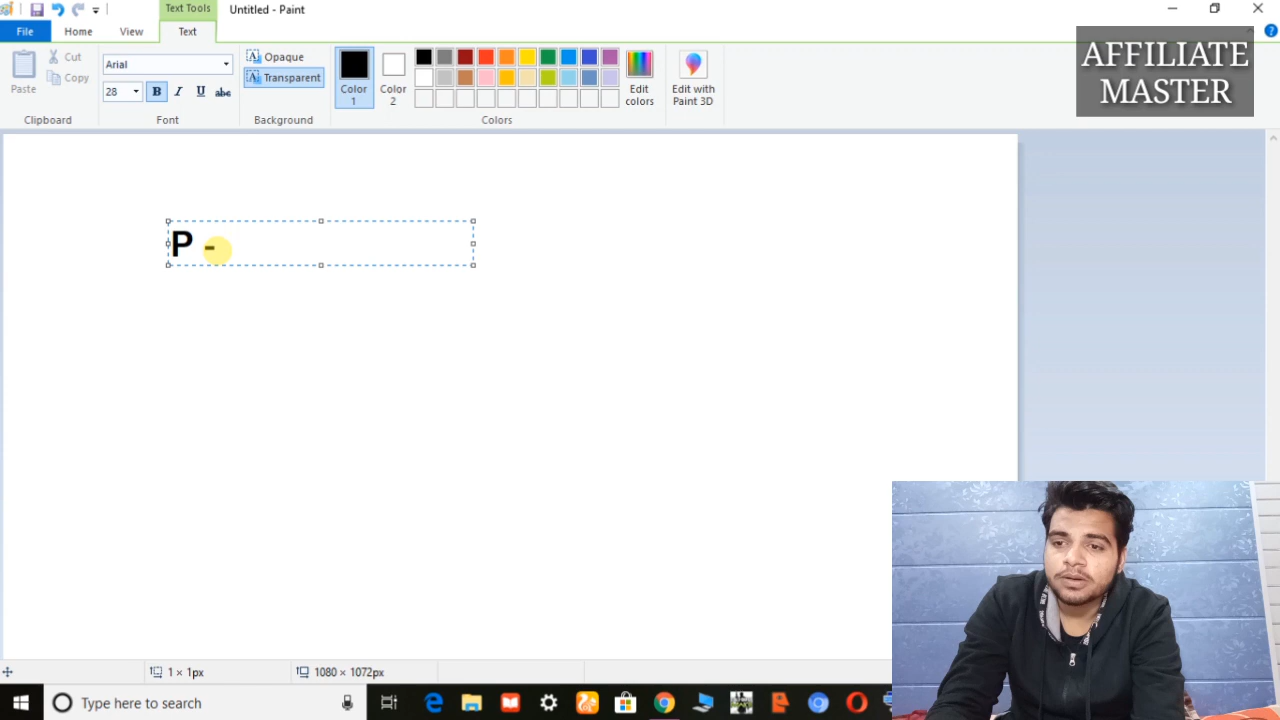 Text Tools
Untitled - Paint
File
Home
View
Text
AFFILIATE
MASTER
Paste
Cut
Copy
Clipboard
Arial
28
B I U abc
Font
Opaque
Transparent
Background
Color
1
Color
2
Edit
colors
Colors
Edit with
Paint 3D
P -
1 × 1px
1080 × 1072px
Type here to search